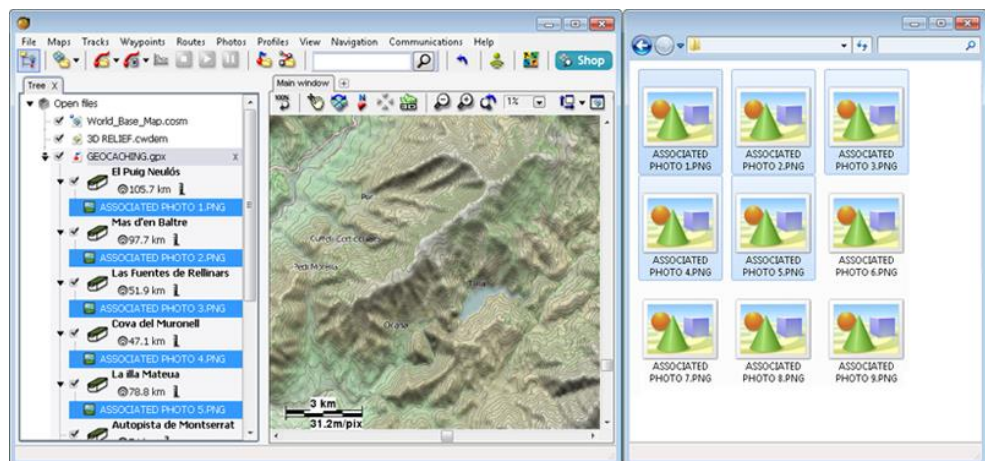 File Maps Tracks Waypoints Routes Photos Profiles View Navigation Communications Help
Shop
Tree X
Open files
World_Base_Map.cosm
3D RELIEF.cwdem
GEOCACHING.gpx x
El Puig Neulós
105.7 km
ASSOCIATED PHOTO 1.PNG
Mas d'en Baltre
97.7 km
ASSOCIATED PHOTO 2.PNG
Las Fuentes de Rellinars
51.9 km
ASSOCIATED PHOTO 3.PNG
Cova del Muronell
47.1 km
ASSOCIATED PHOTO 4.PNG
La illa Mateua
78.8 km
ASSOCIATED PHOTO 5.PNG
Autopista de Montserrat
Main window
100%
1%
3 km
31.2m/pix
ASSOCIATED
PHOTO 1.PNG
ASSOCIATED
PHOTO 2.PNG
ASSOCIATED
PHOTO 3.PNG
ASSOCIATED
PHOTO 4.PNG
ASSOCIATED
PHOTO 5.PNG
ASSOCIATED
PHOTO 6.PNG
ASSOCIATED
PHOTO 7.PNG
ASSOCIATED
PHOTO 8.PNG
ASSOCIATED
PHOTO 9.PNG